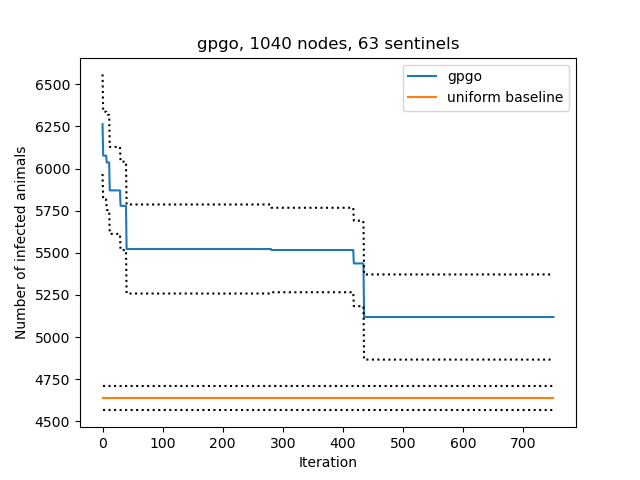 gpgo, 1040 nodes, 63 sentinels
gpgo
uniform baseline
Number of infected animals
6500
6250
6000
5750
5500
5250
5000
4750
4500
0 100 200 300 400 500 600 700
Iteration